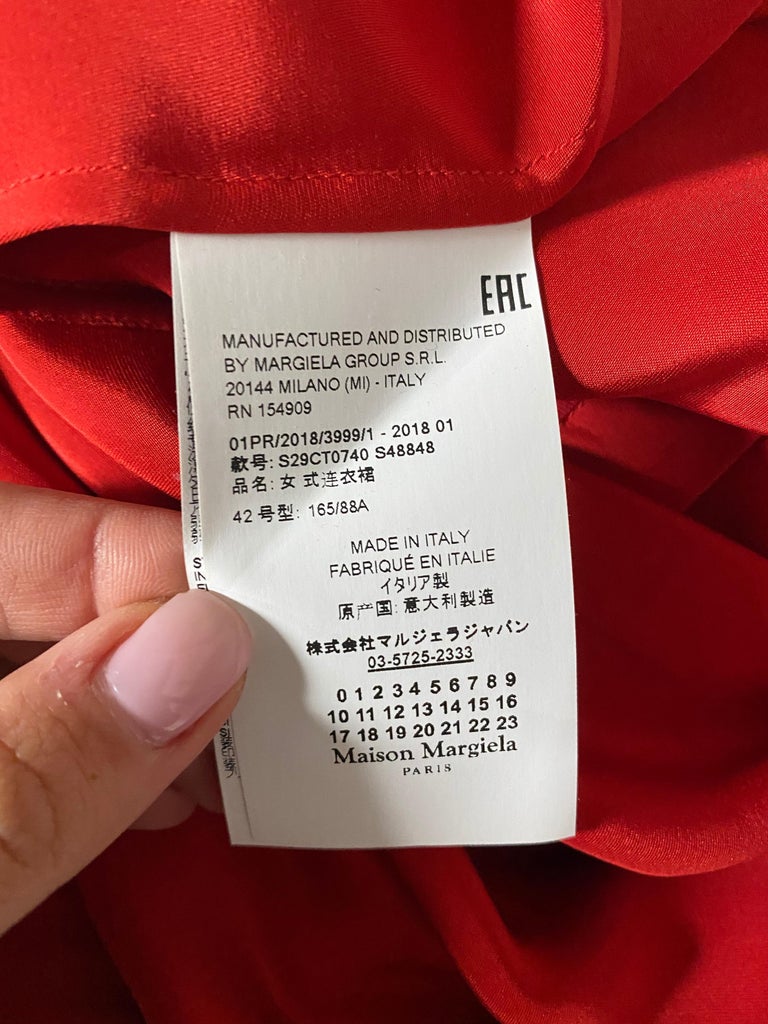 EAC
MANUFACTURED AND DISTRIBUTED
BY MARGIELA GROUP S.R.L.
20144 MILANO (MI) - ITALY
RN 154909
01PR/2018/3999/1 - 2018 01
款号: S29CT0740 S48848
品名: 女 式连衣裙
42 号型: 165/88A
MADE IN ITALY
FABRIQUÉ EN ITALIE
イタリア製
原产国: 意大利製造
株式会社マルジェラジャパン
03-5725-2333
0 1 2 3 4 5 6 7 8 9
10 11 12 13 14 15 16
17 18 19 20 21 22 23
Maison Margiela
PARIS